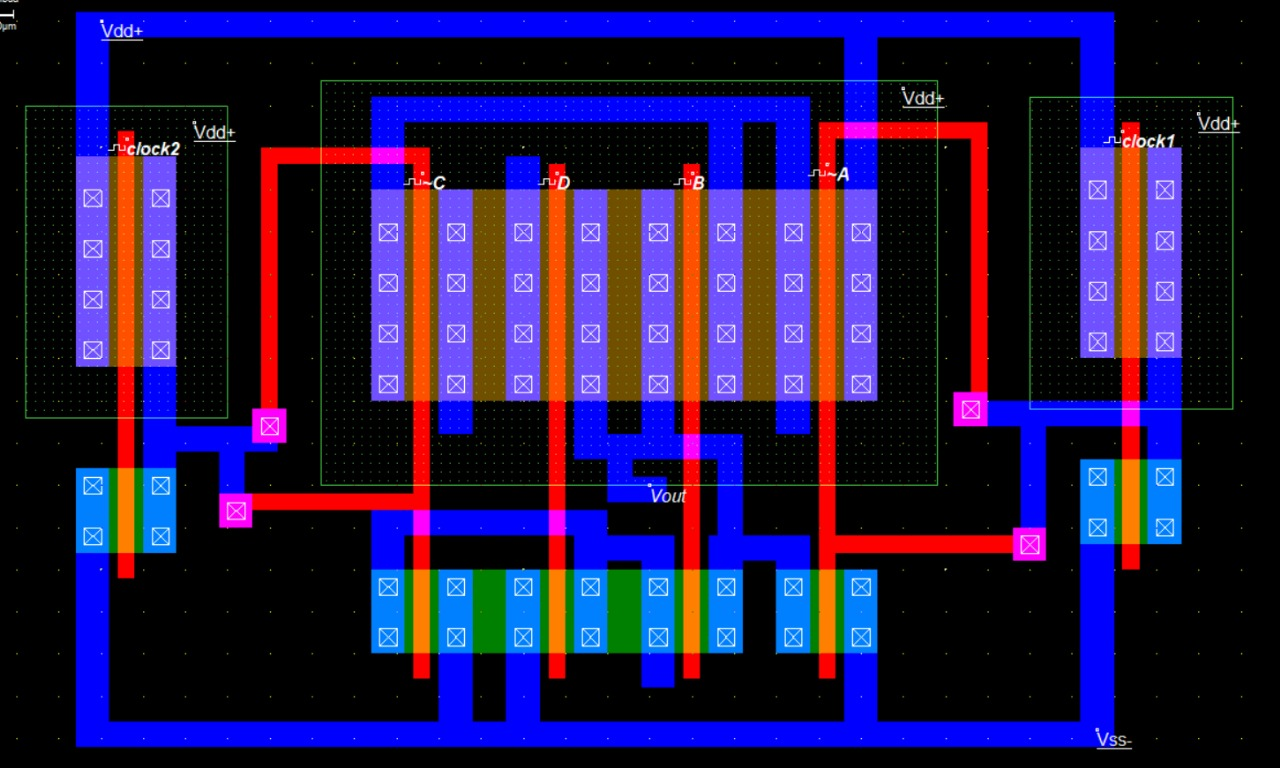 Vdd+
Vdd+
Vdd+
Vdd+
clock2
clock1
~C
D
B
~A
Vout
Vss-